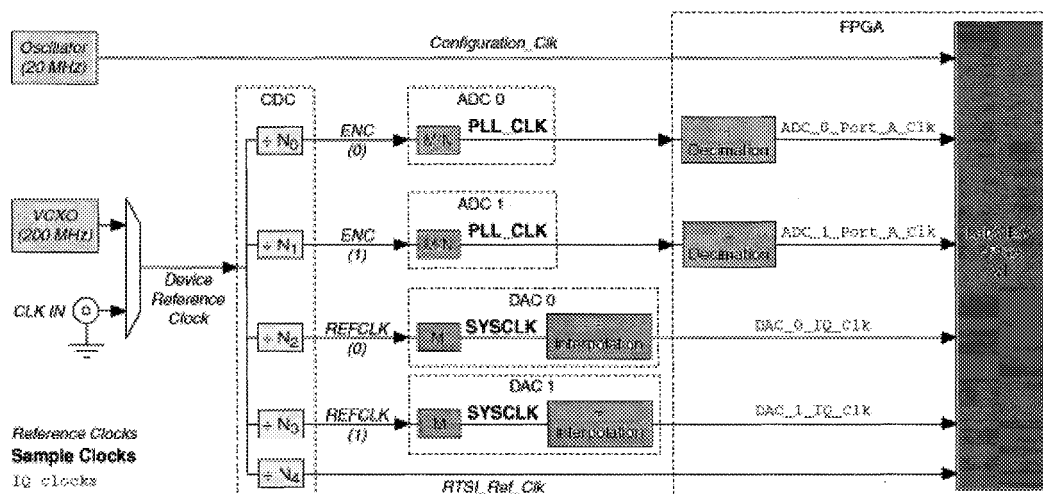 FPGA
Oscillator
(20 MHz)
Configuration_Clk
CDC
ADC 0
÷ N0
ENC
(0)
PLL_CLK
Decimation
ADC_0_Port_A_Clk
VCXO
(200 MHz)
ADC 1
÷ N1
ENC
(1)
PLL_CLK
Decimation
ADC_1_Port_A_Clk
Device
Reference
Clock
CLK IN
DAC 0
÷ N2
REFCLK
(0)
M
SYSCLK
Interpolation
DAC_0_IQ_Clk
DAC 1
÷ N3
REFCLK
(1)
M
SYSCLK
÷
Interpolation
DAC_1_IQ_Clk
÷ N4
RTSI_Ref_Clk
Reference Clocks
Sample Clocks
IQ clocks